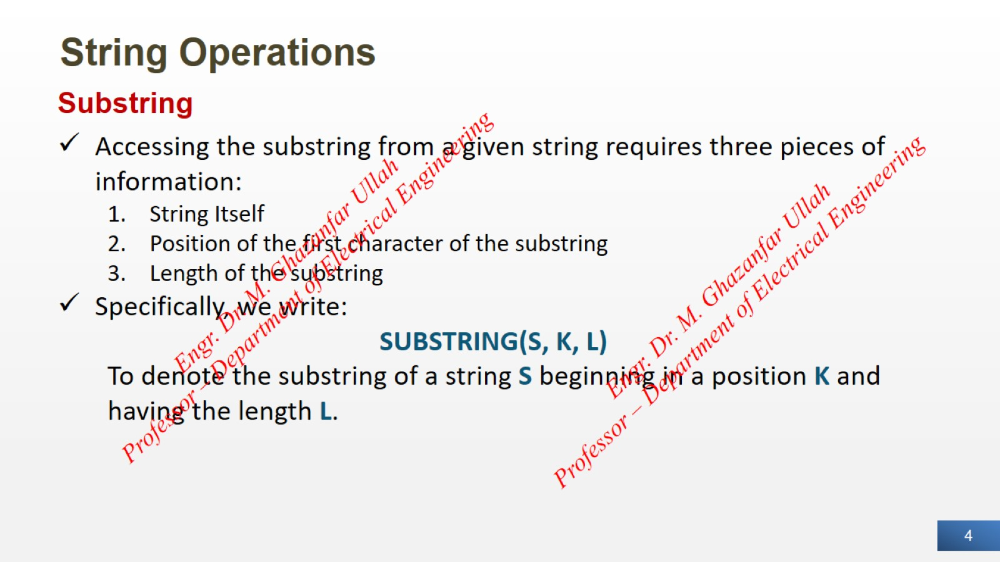 String Operations
Substring
✓ Accessing the substring from a given string requires three pieces of
information:
1. String Itself
2. Position of the first character of the substring
3. Length of the substring
✓ Specifically, we write:
SUBSTRING(S, K, L)
To denote the substring of a string S beginning in a position K and
having the length L.
Engr. Dr. M. Ghazanfar Ullah
Professor – Department of Electrical Engineering
Engr. Dr. M. Ghazanfar Ullah
Professor – Department of Electrical Engineering
4